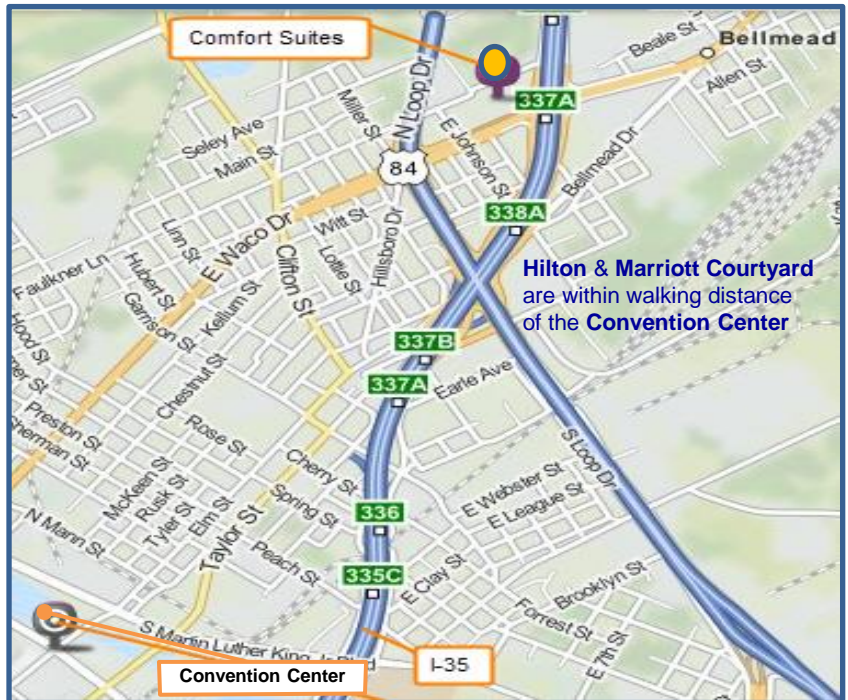 Comfort Suites
Beale St
Bellmead
Allen St
337A
N Loop Dr
Miller St
Seley Ave
Main St
84
E Johnson St
Bellmead Dr
338A
Witt St
Linn St
E Waco Dr
Lottie St
Hillsboro Dr
Hilton & Marriott Courtyard
are within walking distance
of the Convention Center
Faulkner Ln
Hubert St
Clifton St
Garrison St
Kellum St
Hood St
337B
337A
Earle Ave
Chestnut St
Preston St
Sherman St
Rose St
S Loop Dr
Cherry St
McKeen St
Rusk St
Tyler St
Elm St
Spring St
E Webster St
E League St
336
N Mann St
Taylor St
Peach St
335C
E Clay St
Brooklyn St
Forrest St
E 7th St
S Martin Luther King Jr Blvd
I-35
Convention Center